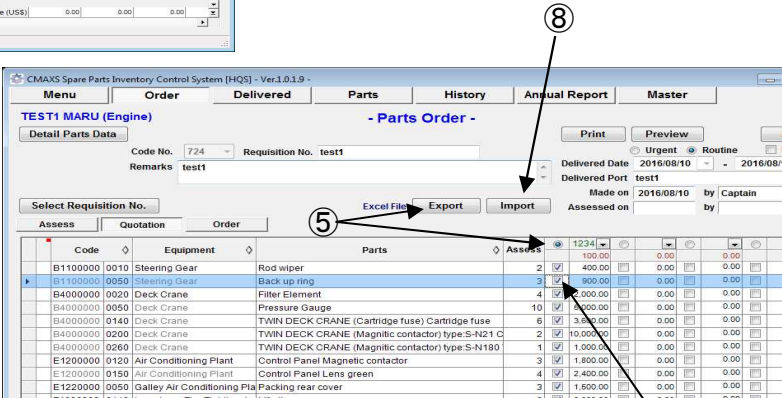 e (US$) 0.00 0.00 0.00
⑧
CMAXS Spare Parts Inventory Control System [HQS] - Ver.1.0.1.9 -
Menu Order Delivered Parts History Annual Report Master
TEST1 MARU (Engine) - Parts Order -
Detail Parts Data Print Preview
Code No. 724 Requisition No. test1 Urgent Routine
Remarks test1 Delivered Date 2016/08/10 - 2016/08/
Delivered Port test1
Made on 2016/08/10 by Captain
Select Requisition No. Excel File Export Import Assessed on by
Assess Quotation Order ⑤
Code Equipment Parts Assess 1234
100.00 0.00 0.00
B1100000 0010 Steering Gear Rod wiper 2 400.00 0.00 0.00
B1100000 0050 Steering Gear Back up ring 3 900.00 0.00 0.00
B4000000 0020 Deck Crane Filter Element 4 2,000.00 0.00 0.00
B4000000 0050 Deck Crane Pressure Gauge 10 5,000.00 0.00 0.00
B4000000 0140 Deck Crane TWIN DECK CRANE (Cartridge fuse) Cartridge fuse 6 3,600.00 0.00 0.00
B4000000 0200 Deck Crane TWIN DECK CRANE (Magnitic contactor) type:S-N21 C 2 10,000.00 0.00 0.00
B4000000 0260 Deck Crane TWIN DECK CRANE (Magnitic contactor) type:S-N180 1 1,000.00 0.00 0.00
E1200000 0120 Air Conditioning Plant Control Panel Magnetic contactor 3 1,800.00 0.00 0.00
E1200000 0150 Air Conditioning Plant Control Panel Lens green 4 2,400.00 0.00 0.00
E1220000 0050 Galley Air Conditioning Pla Packing rear cover 3 1,500.00 0.00 0.00